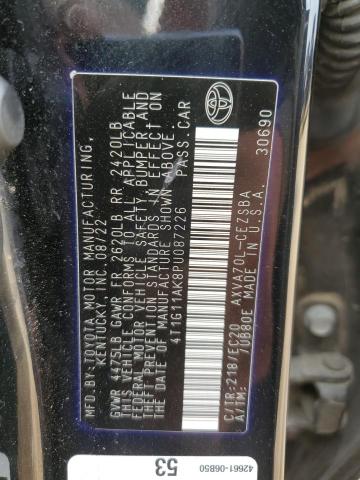 MFD.BY:TOYOTA MOTOR MANUFACTURING,
KENTUCKY, INC. 08/22
GVWR 4475LB GAWR FR 2620LB RR 2420LB
THIS VEHICLE CONFORMS TO ALL APPLICABLE
FEDERAL MOTOR VEHICLE SAFETY, BUMPER AND
THEFT PREVENTION STANDARDS IN EFFECT ON
THE DATE OF MANUFACTURE SHOWN ABOVE.
4T1G11AK8PU087226 PASS.CAR
30690
C/TR:218/EC20 AXVA70L-CEZSBA
A/TM: /UB80E MADE IN U.S.A.
53
42661-06B50